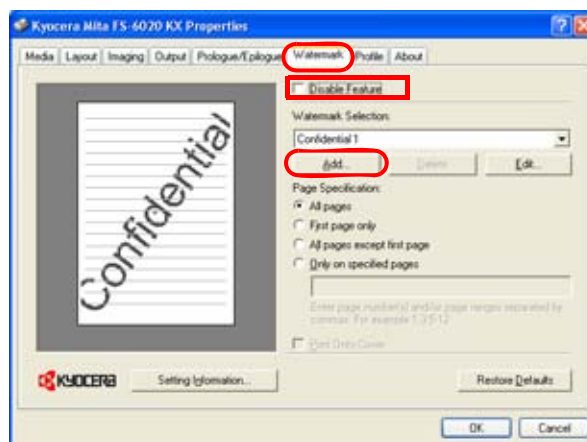 Kyocera Mita FS-6020 KX Properties
Media Layout Imaging Output Prologue/Epilogue Watermark Profile About
Disable Feature
Watermark Selection:
Confidential 1
Add... Delete Edit...
Page Specification:
All pages
First page only
All pages except first page
Only on specified pages
Enter page number(s) and/or page ranges separated by
commas. For example 1,3,5-12
Print Onto Cover
Confidential
KYOCERA Setting Information... Restore Defaults
OK Cancel